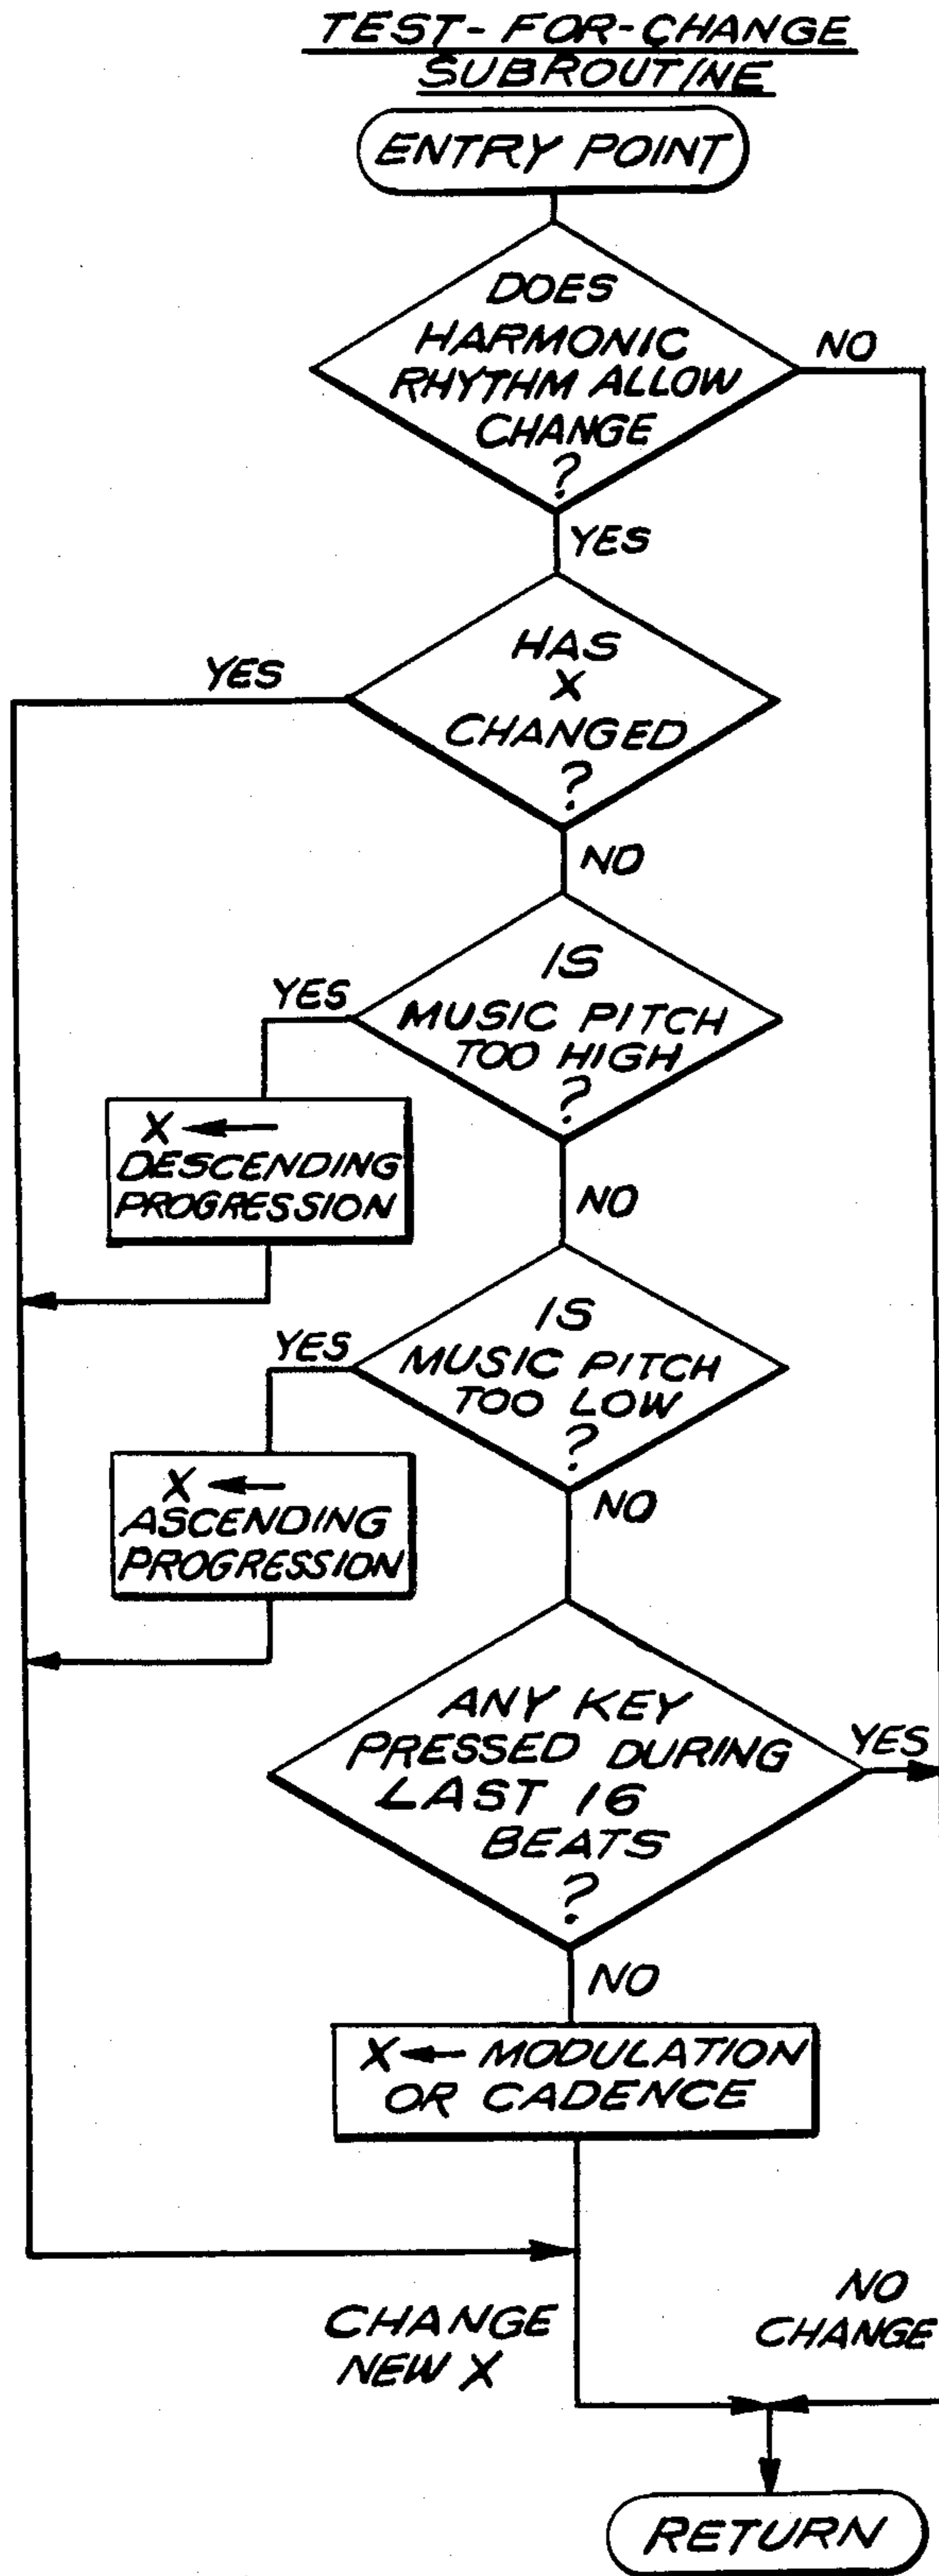 TEST-FOR-CHANGE
SUBROUTINE
ENTRY POINT
DOES
HARMONIC
RHYTHM ALLOW
CHANGE
?
NO
YES
HAS
X
CHANGED
?
YES
NO
IS
MUSIC PITCH
TOO HIGH
?
YES
X ←
DESCENDING
PROGRESSION
NO
IS
MUSIC PITCH
TOO LOW
?
YES
X ←
ASCENDING
PROGRESSION
NO
ANY KEY
PRESSED DURING
LAST 16
BEATS
?
YES
NO
X ← MODULATION
OR CADENCE
CHANGE
NEW X
NO
CHANGE
RETURN